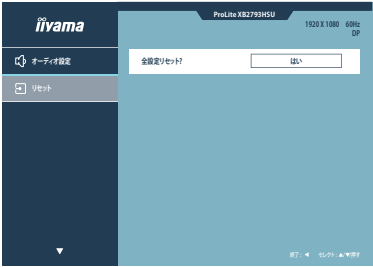 iiyama
ProLite XB2793HSU
1920 X 1080 60Hz
DP
オーディオ設定
全設定リセット?
はい
リセット
▼
終了 : ◀ セレクト : ▲/▼押す